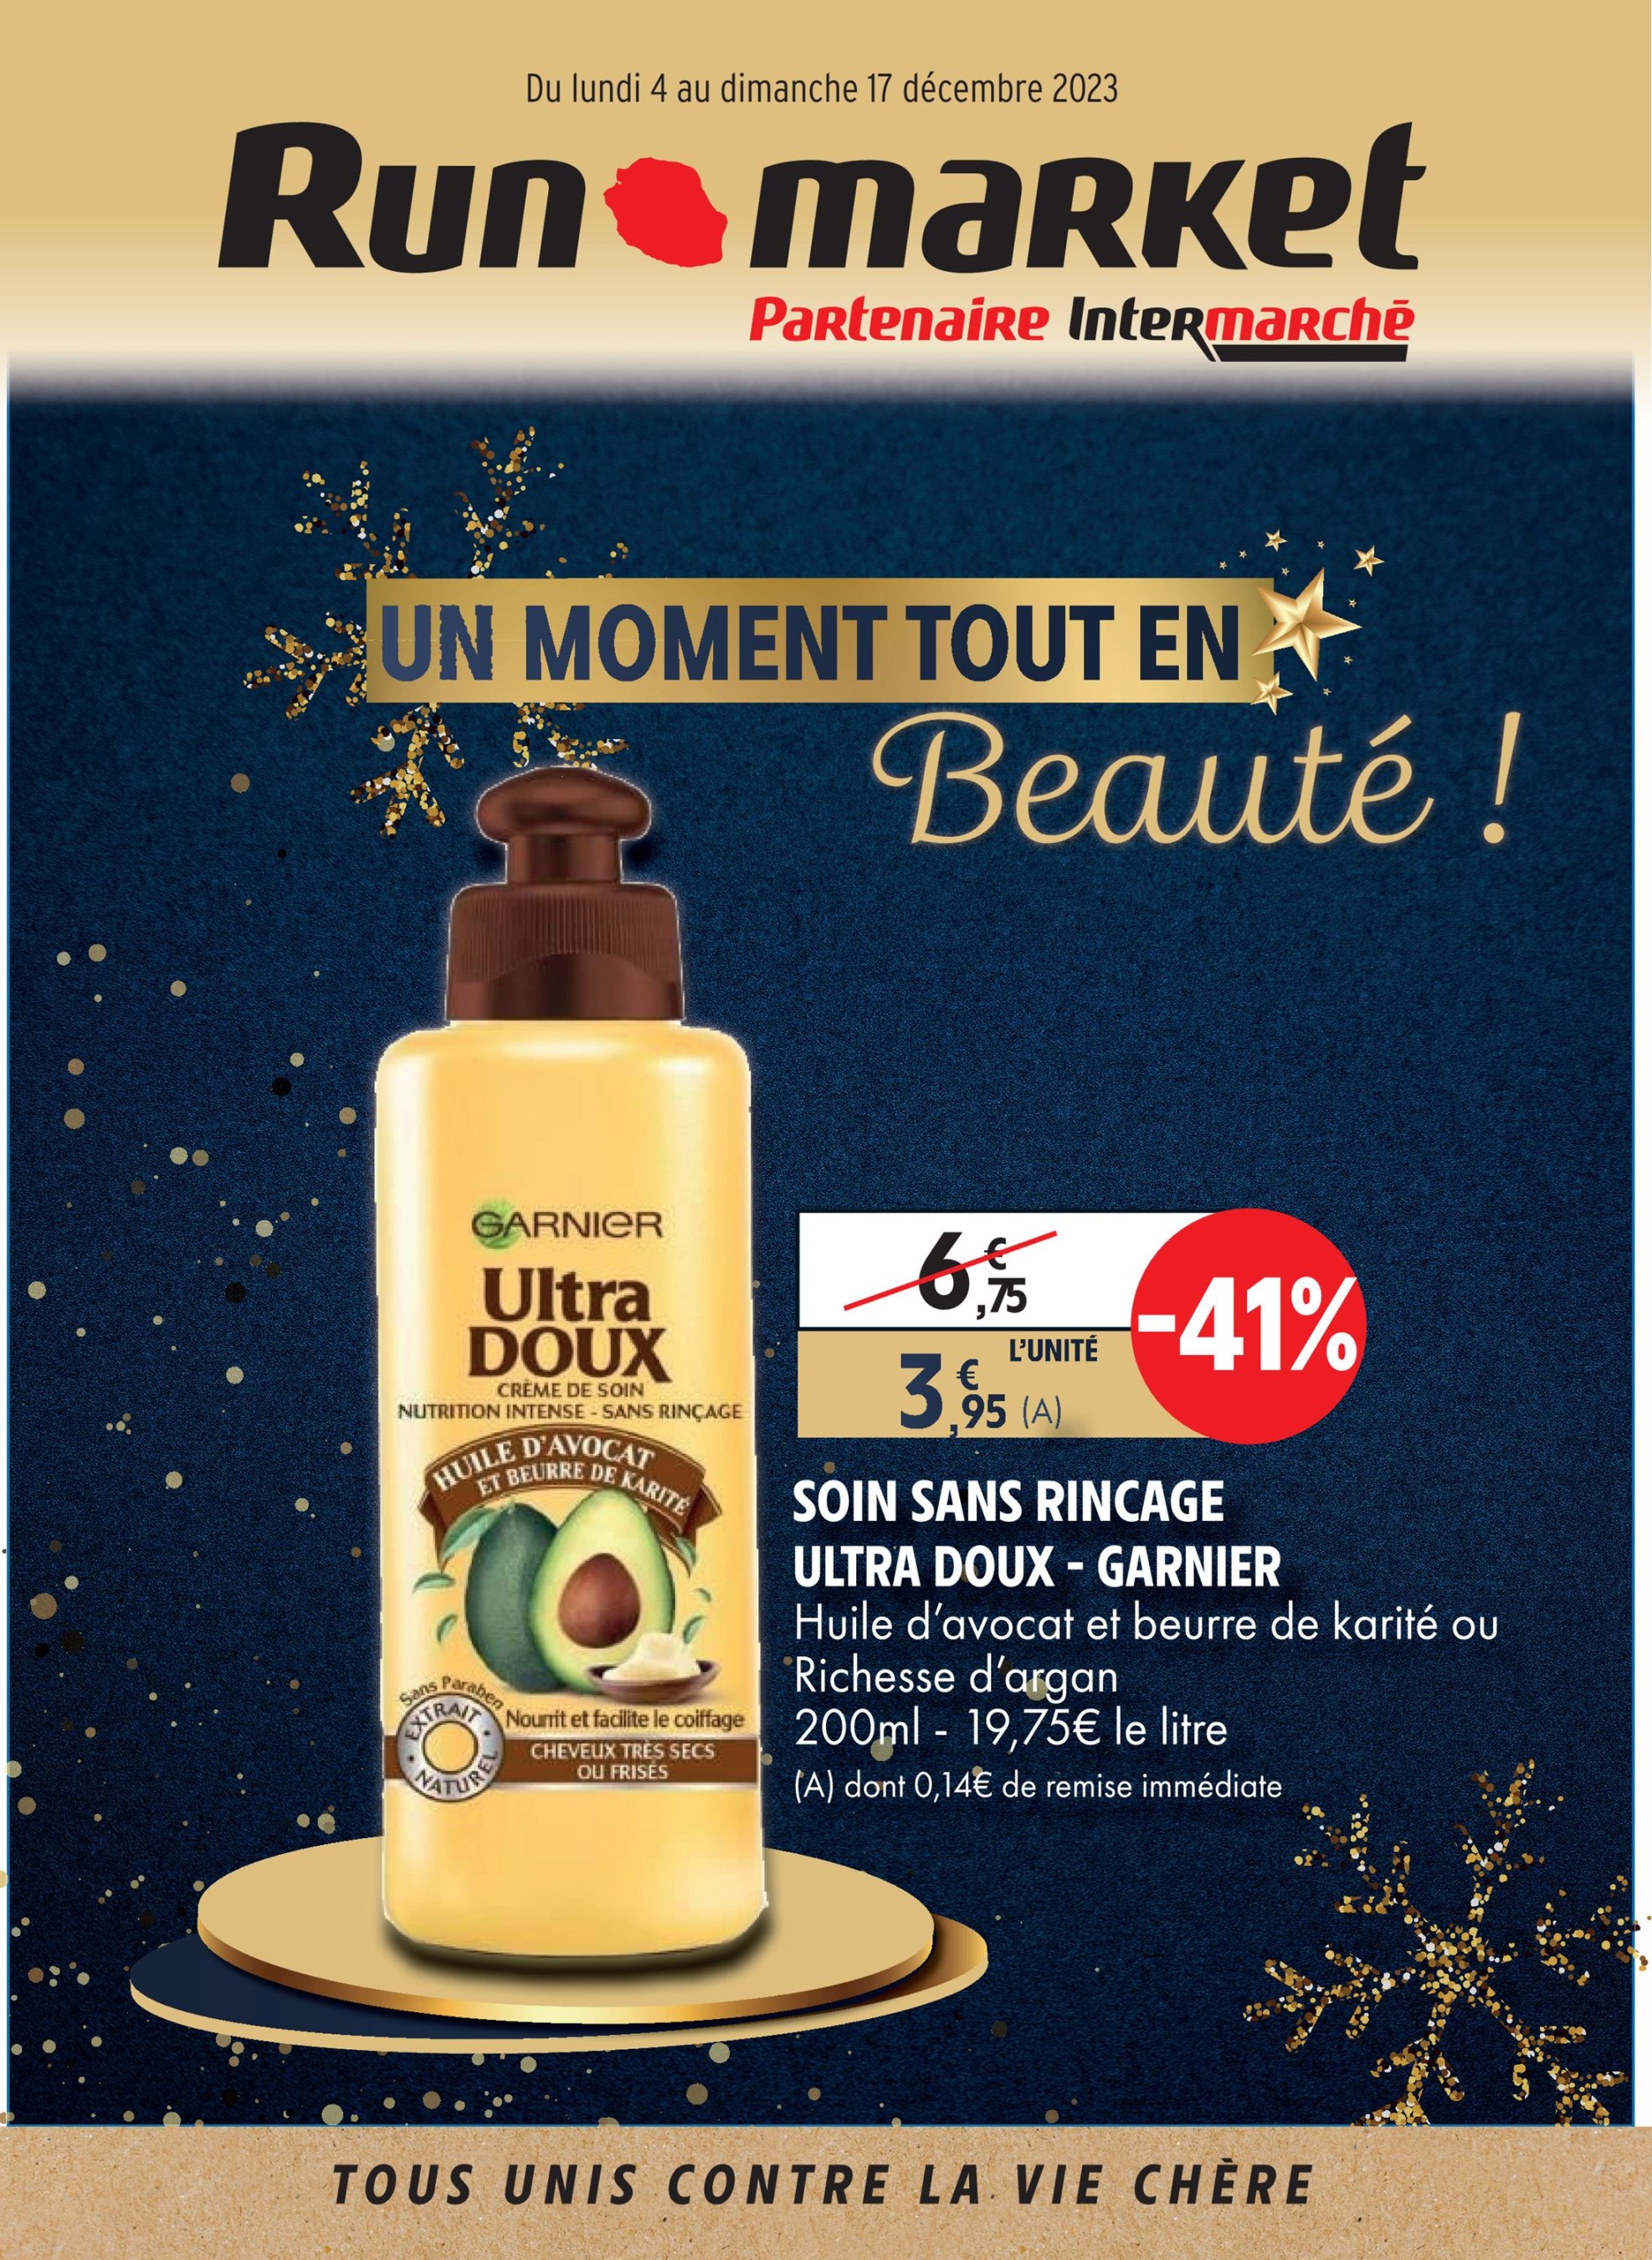 Du lundi 4 au dimanche 17 décembre 2023
Run market
Partenaire Intermarchē
UN MOMENT TOUT EN
Beauté !
GARNIER
Ultra
DOUX
CRÈME DE SOIN
NUTRITION INTENSE - SANS RINÇAGE
HUILE D'AVOCAT
ET BEURRE DE KARITÉ
Sans Paraben
EXTRAIT
NATUREL
Nourrit et facilite le coiffage
CHEVEUX TRÈS SECS
OU FRISÉS
6€,75
-41%
L'UNITÉ
3€,95 (A)
SOIN SANS RINCAGE
ULTRA DOUX - GARNIER
Huile d'avocat et beurre de karité ou
Richesse d'argan
200ml - 19,75€ le litre
(A) dont 0,14€ de remise immédiate
TOUS UNIS CONTRE LA VIE CHÈRE